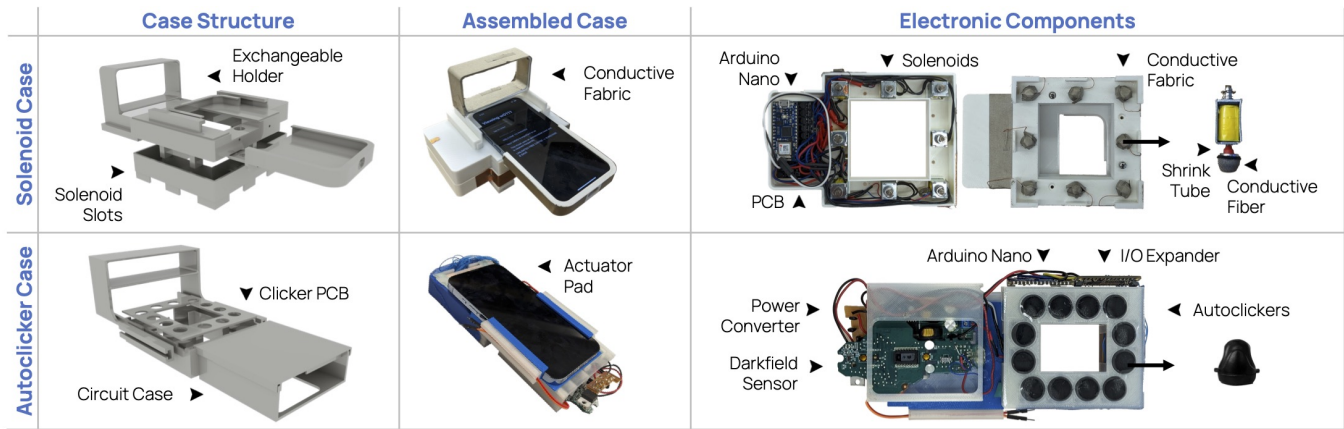 Case Structure
Assembled Case
Electronic Components
Solenoid Case
Exchangeable
Holder
Solenoid
Slots
Conductive
Fabric
Arduino
Nano
Solenoids
PCB
Conductive
Fabric
Shrink
Tube
Conductive
Fiber
Autoclicker Case
Clicker PCB
Circuit Case
Actuator
Pad
Arduino Nano
I/O Expander
Power
Converter
Darkfield
Sensor
Autoclickers